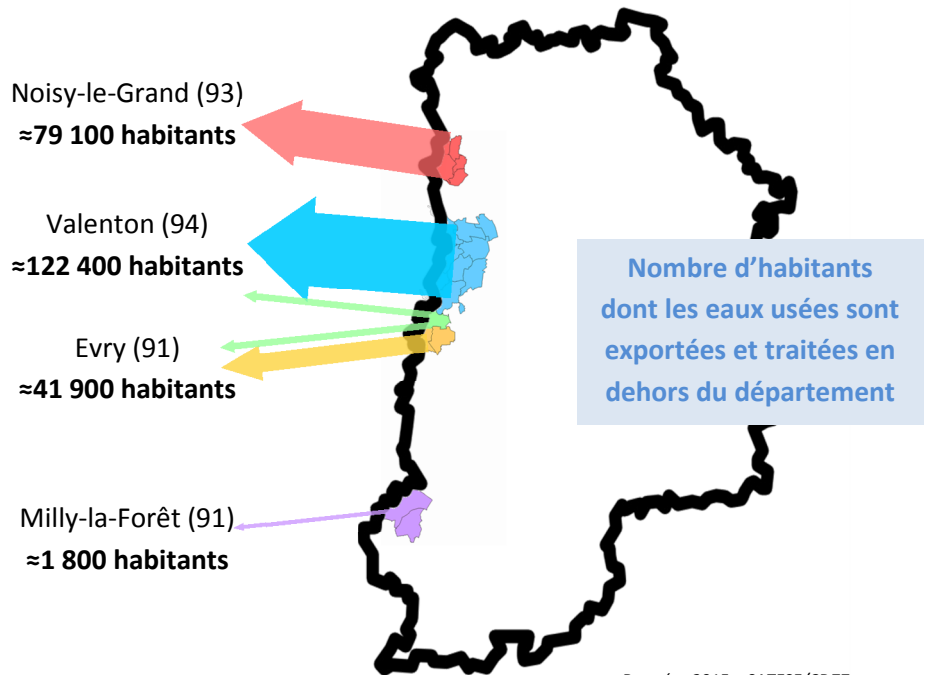 Noisy-le-Grand (93)
≈79 100 habitants
Valenton (94)
≈122 400 habitants
Evry (91)
≈41 900 habitants
Milly-la-Forêt (91)
≈1 800 habitants
Nombre d’habitants
dont les eaux usées sont
exportées et traitées en
dehors du département